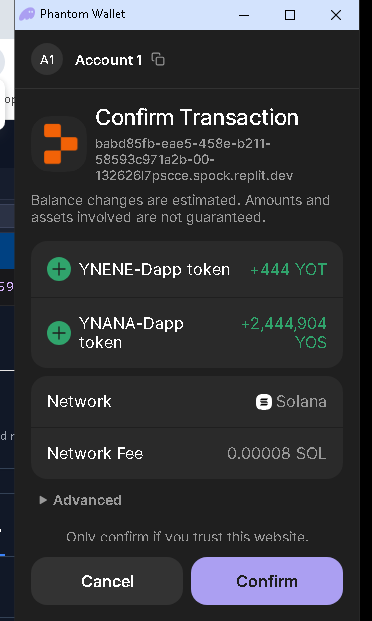 Phantom Wallet
A1 Account 1
Confirm Transaction
babd85fb-eae5-458e-b211-
58593c971a2b-00-
132626l7pscce.spock.replit.dev
Balance changes are estimated. Amounts and
assets involved are not guaranteed.
YNENE-Dapp token +444 YOT
YNANA-Dapp
token
+2,444,904
YOS
Network Solana
Network Fee 0.00008 SOL
Advanced
Only confirm if you trust this website.
Cancel Confirm